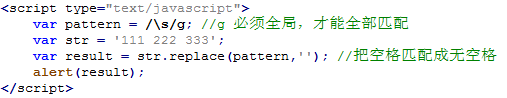 <script type="text/javascript">
var pattern = /\s/g; //g 必须全局，才能全部匹配
var str = '111 222 333';
var result = str.replace(pattern,''); //把空格匹配成无空格
alert(result);
</script>